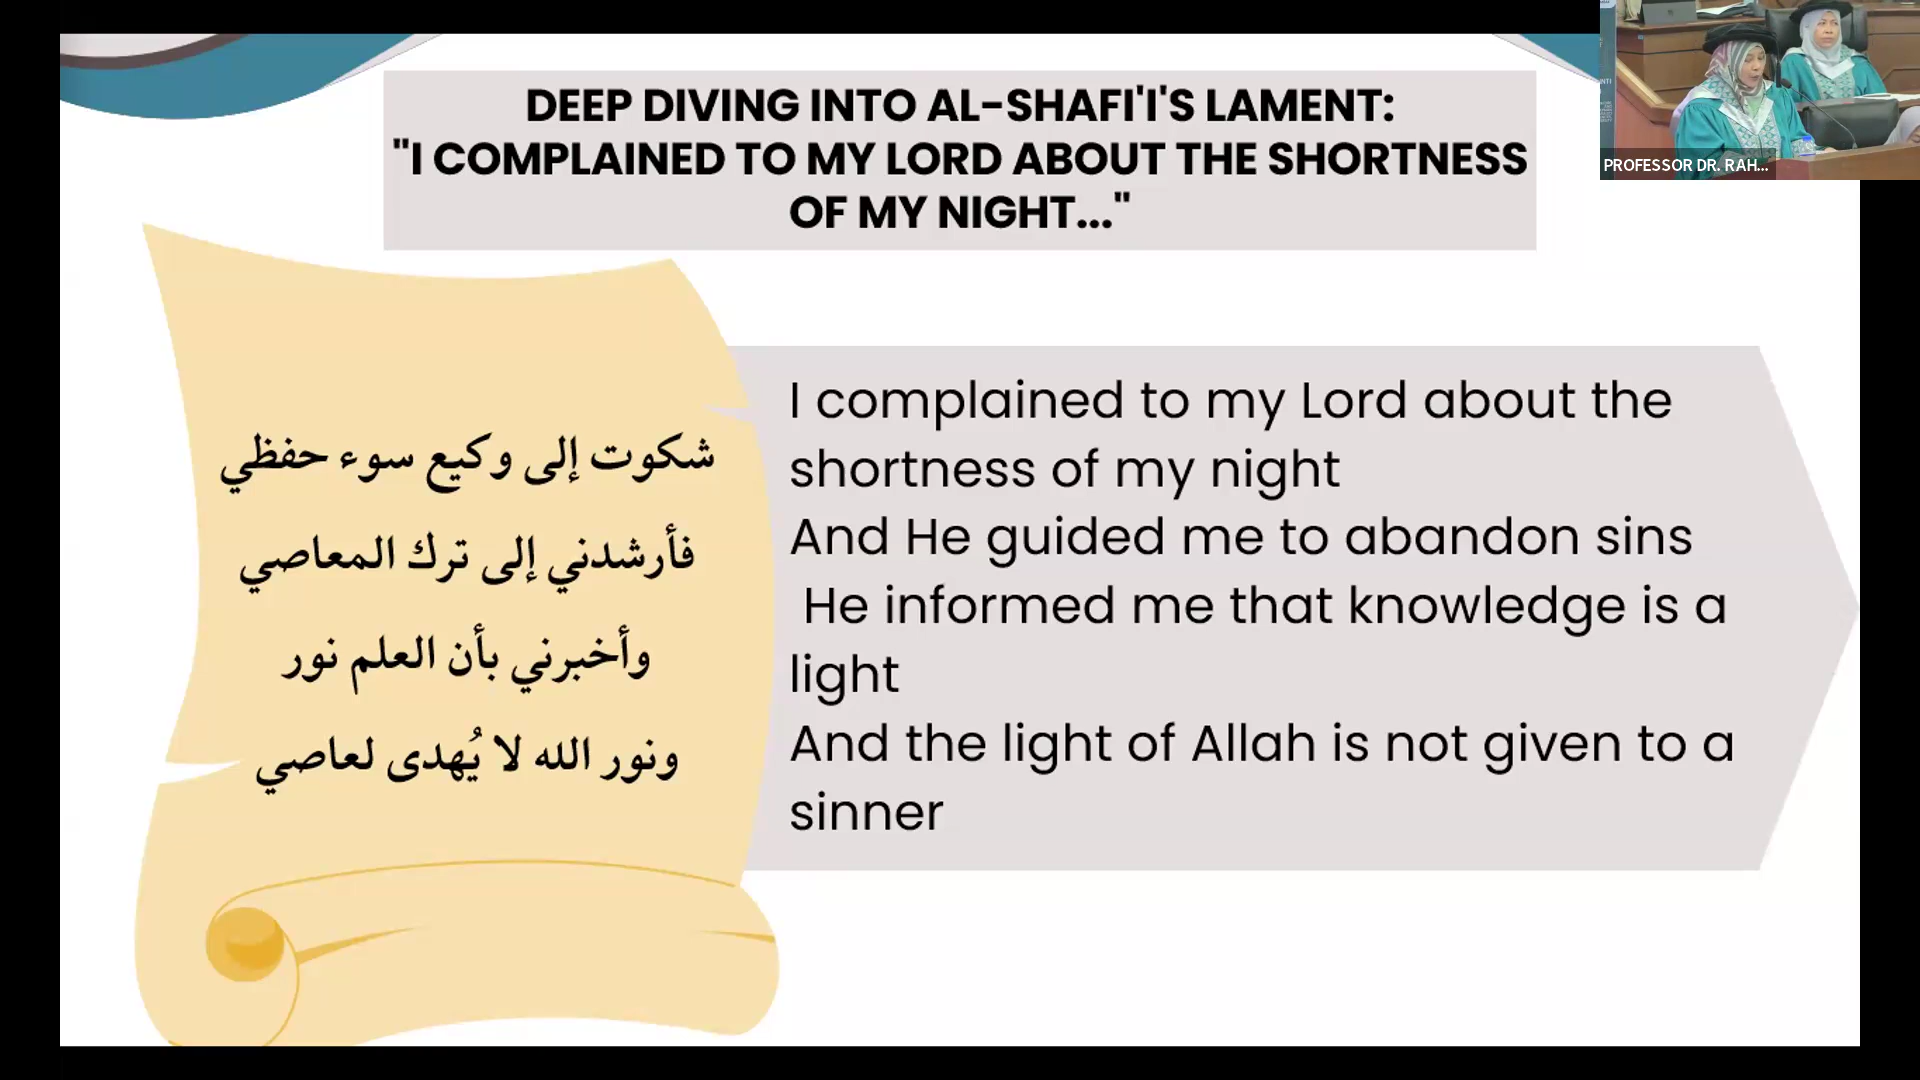 DEEP DIVING INTO AL-SHAFI'I'S LAMENT:
"I COMPLAINED TO MY LORD ABOUT THE SHORTNESS
OF MY NIGHT..."
شكوت إلى وكيع سوء حفظي
فأرشدني إلى ترك المعاصي
وأخبرني بأن العلم نور
ونور الله لا يُهدى لعاصي
I complained to my Lord about the
shortness of my night
And He guided me to abandon sins
He informed me that knowledge is a
light
And the light of Allah is not given to a
sinner
PROFESSOR DR. RAH...